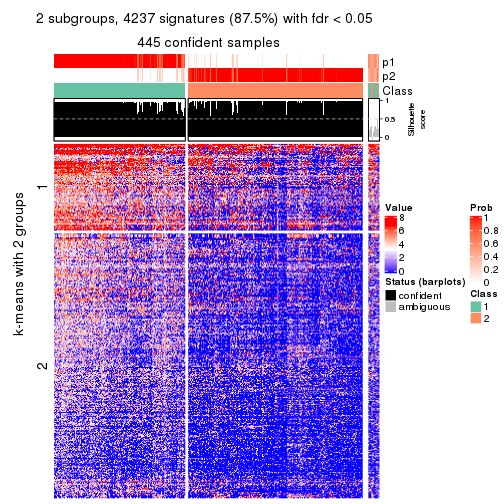 2 subgroups, 4237 signatures (87.5%) with fdr < 0.05
445 confident samples
p1
p2
Class
1
0.5
0
Silhouette
score
k-means with 2 groups
1
2
Value
8
6
4
2
0
Status (barplots)
confident
ambiguous
Prob
1
0.8
0.6
0.4
0.2
0
Class
1
2